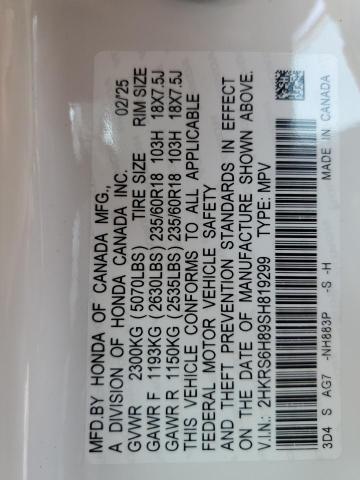 MFD.BY HONDA OF CANADA MFG.,
A DIVISION OF HONDA CANADA INC. 02/'25
GVWR 2300KG (5070LBS) TIRE SIZE RIM SIZE
GAWR F 1193KG (2630LBS) 235/60R18 103H 18X7.5J
GAWR R 1150KG (2535LBS) 235/60R18 103H 18X7.5J
THIS VEHICLE CONFORMS TO ALL APPLICABLE
FEDERAL MOTOR VEHICLE SAFETY
AND THEFT PREVENTION STANDARDS IN EFFECT
ON THE DATE OF MANUFACTURE SHOWN ABOVE.
V.I.N.: 2HKRS6H89SH819299 TYPE: MPV
3D4 S AG7 -NH883P -S -H MADE IN CANADA